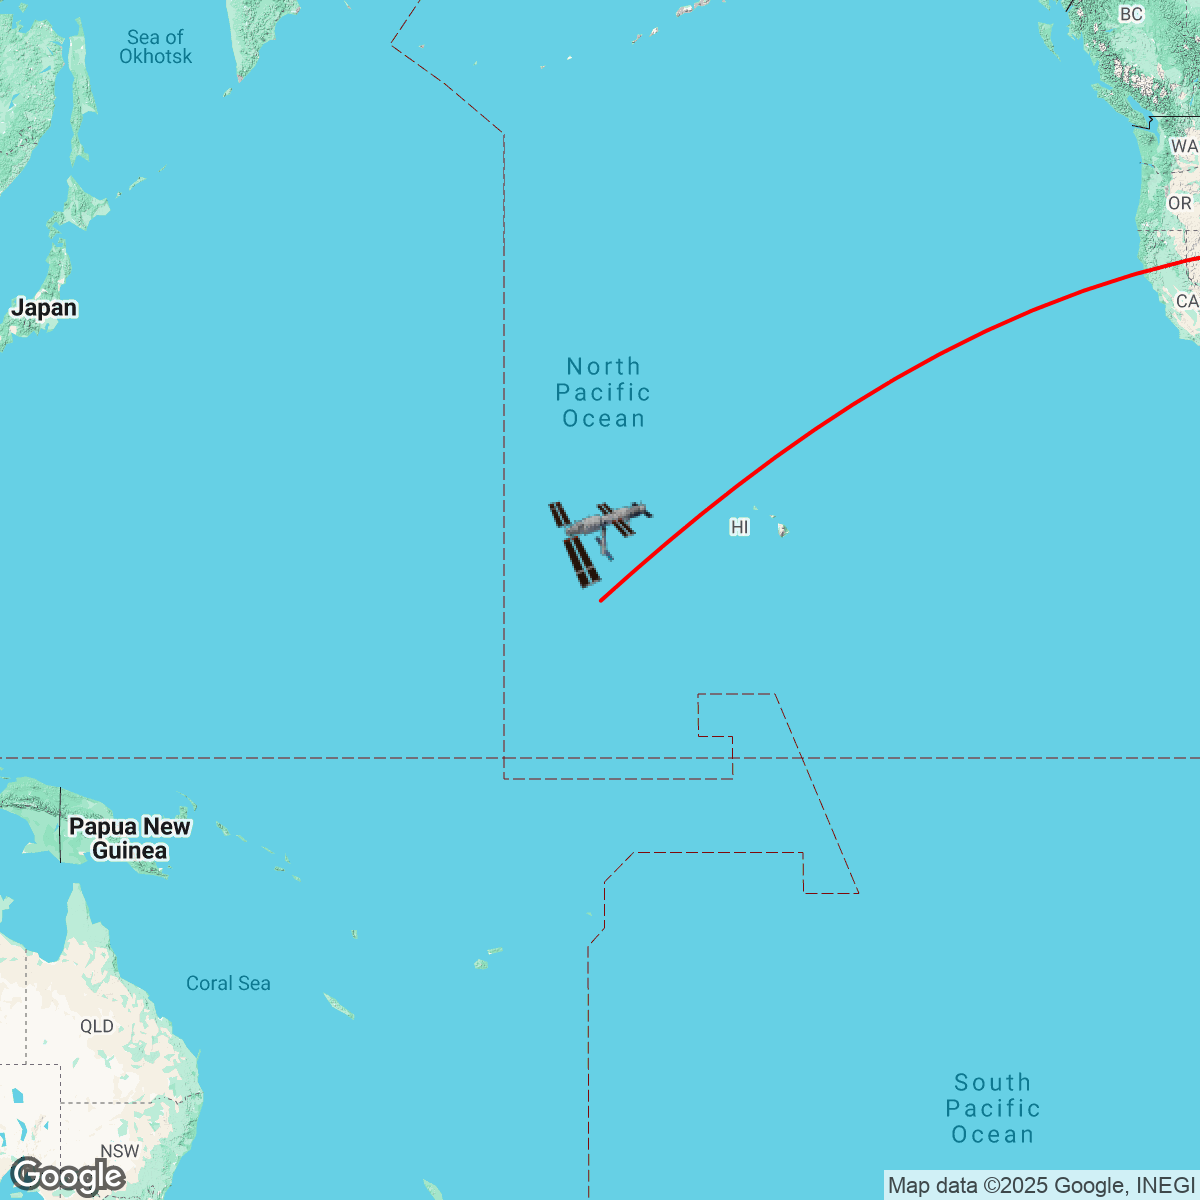 BC
Sea of
Okhotsk
WA
OR
CA
Japan
North
Pacific
Ocean
HI
Papua New
Guinea
Coral Sea
QLD
NSW
South
Pacific
Ocean
Google
Map data ©2025 Google, INEGI